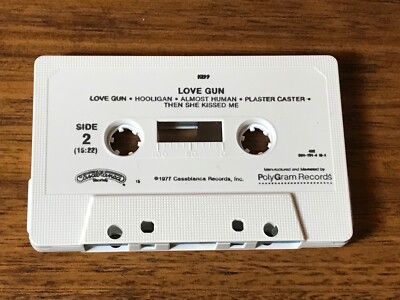 KISS
LOVE GUN
LOVE GUN • HOOLIGAN • ALMOST HUMAN • PLASTER CASTER •
THEN SHE KISSED ME
SIDE
2
(15:22)
Casablanca
©1977 Casablanca Records, Inc.
Manufactured and Marketed by
PolyGram Records